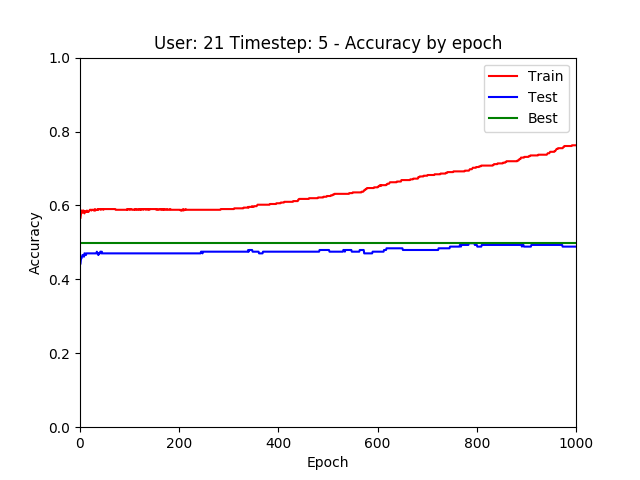 User: 21 Timestep: 5 - Accuracy by epoch
1.0
0.8
0.6
0.4
0.2
0.0
Accuracy
Train
Test
Best
0 200 400 600 800 1000
Epoch